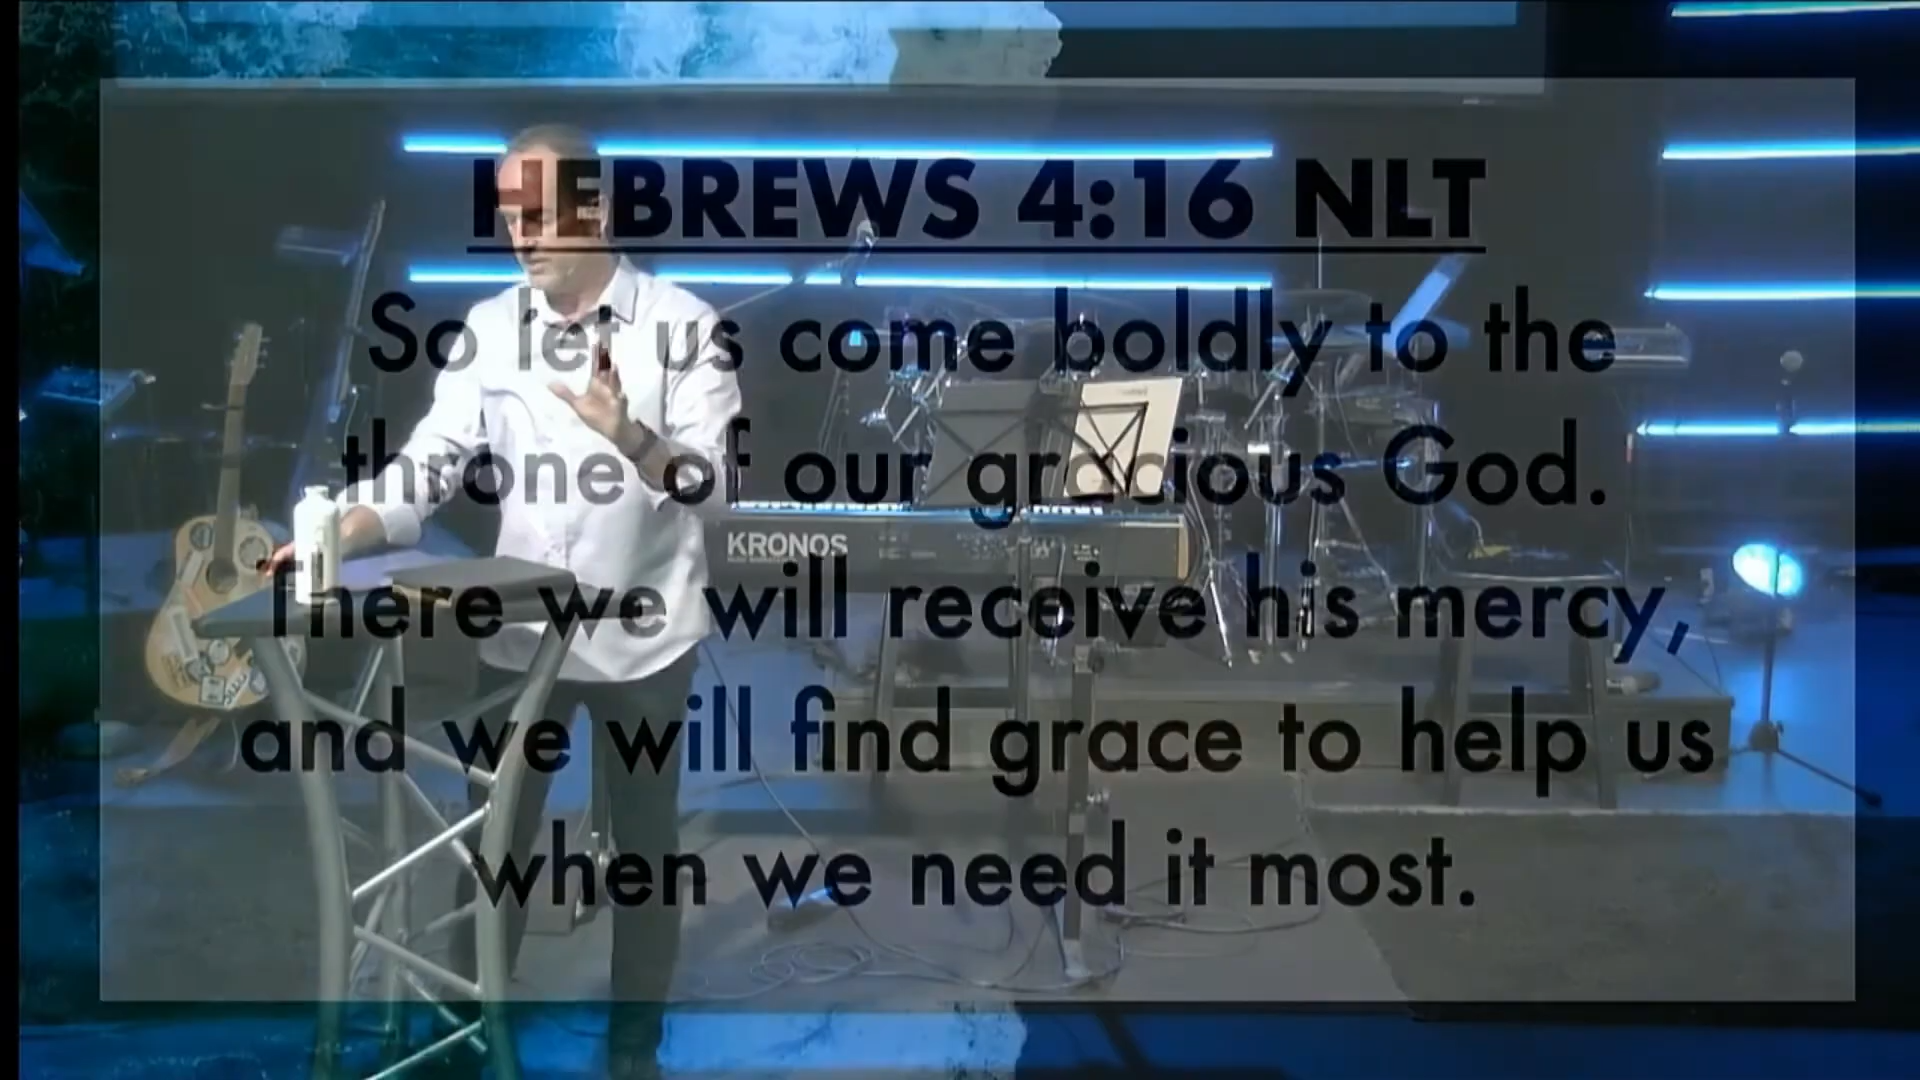 HEBREWS 4:16 NLT
So let us come boldly to the
throne of our gracious God.
KRONOS
There we will receive his mercy,
and we will find grace to help us
when we need it most.